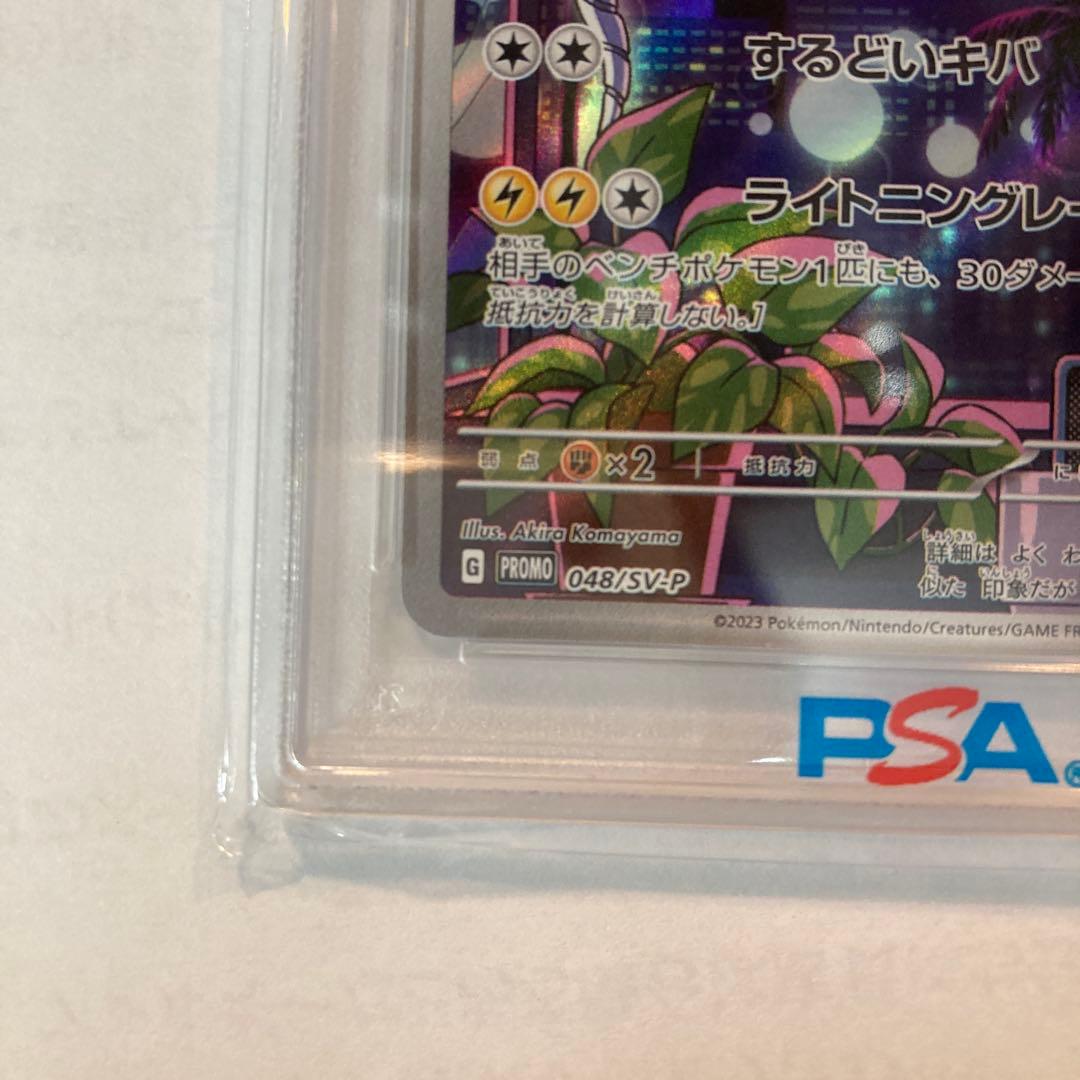 するどいキバ
ライトニングレー
あいて びき
相手のベンチポケモン1匹にも、30ダメー
ていこうりょく けいさん
抵抗力を計算しない。]
弱点 ×2 抵抗力 に
Illus. Akira Komayama
G PROMO 048/SV-P
しょうさい
詳細は よく わ
に いんしょう
似た 印象だが
©2023 Pokémon/Nintendo/Creatures/GAME FR
PSA